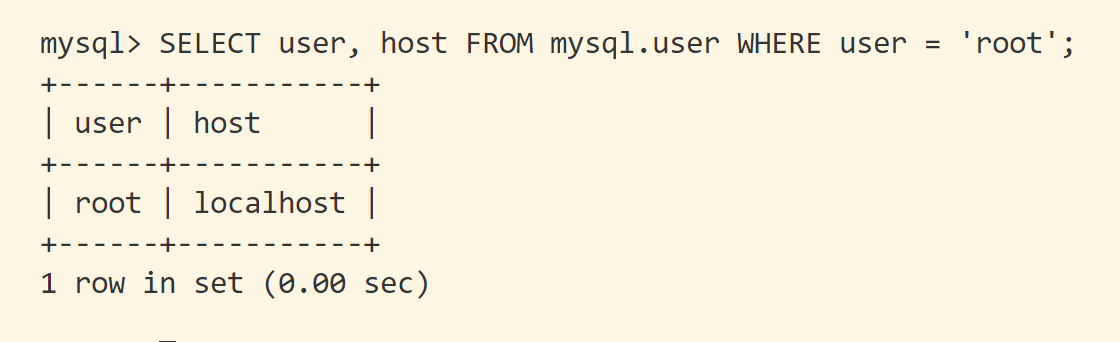 mysql> SELECT user, host FROM mysql.user WHERE user = 'root';
+------+-----------+
| user | host      |
+------+-----------+
| root | localhost |
+------+-----------+
1 row in set (0.00 sec)